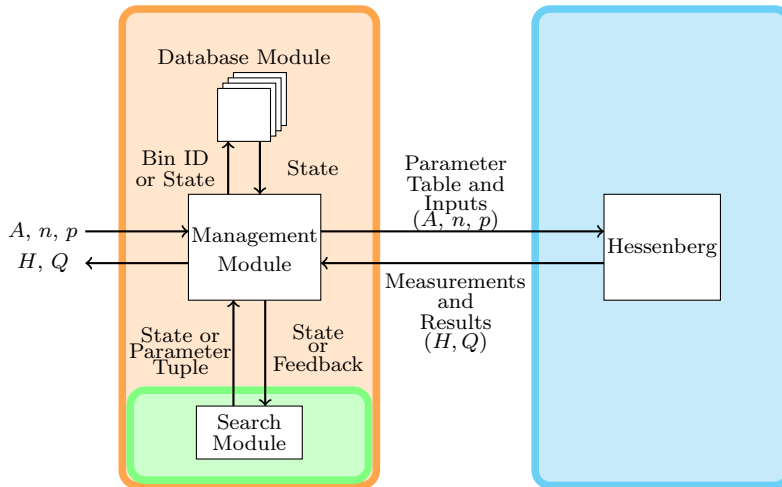 Database Module
Bin ID
or State
State
A, n, p
H, Q
Management
Module
Parameter
Table and
Inputs
(A, n, p)
Hessenberg
Measurements
and
Results
(H, Q)
State or
Parameter
Tuple
State
or
Feedback
Search
Module